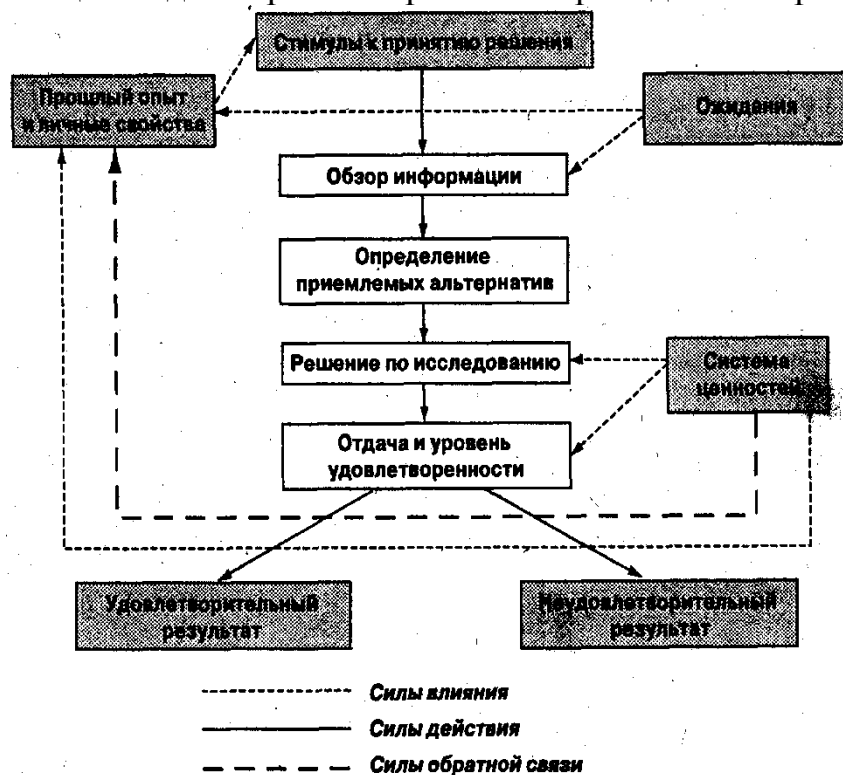 Стимулы к принятию решения
Прошлый опыт
и личные свойства
Ожидания
Обзор информации
Определение
приемлемых альтернатив
Решение по исследованию
Система
ценностей
Отдача и уровень
удовлетворенности
Удовлетворительный
результат
Неудовлетворительный
результат
Силы влияния
Силы действия
Силы обратной связи